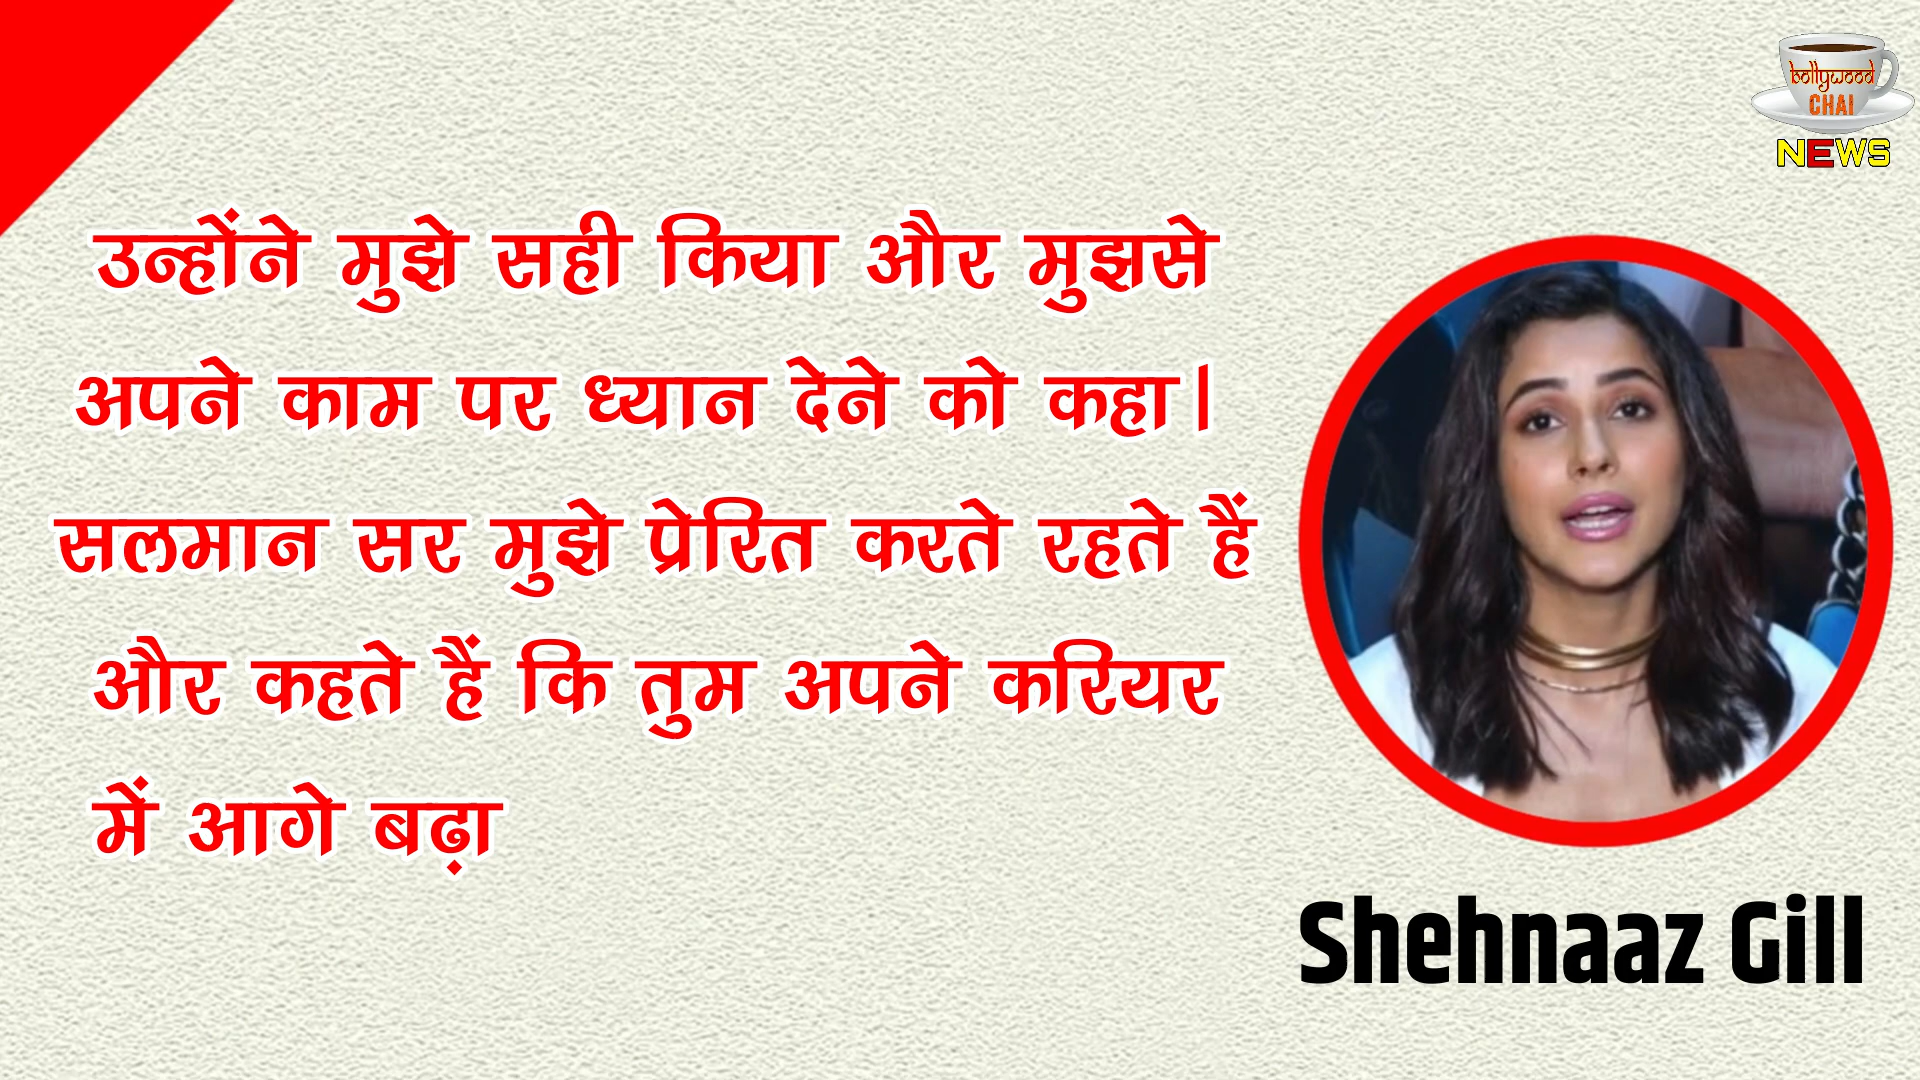 bollywood
CHAI
NEWS
उन्होंने मुझे सही किया और मुझसे
अपने काम पर ध्यान देने को कहा।
सलमान सर मुझे प्रेरित करते रहते हैं
और कहते हैं कि तुम अपने करियर
में आगे बढ़ा
Shehnaaz Gill